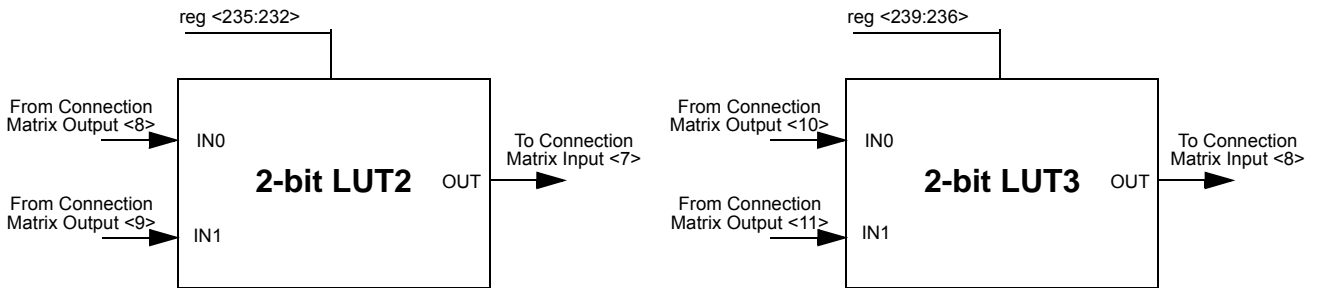 reg <235:232>
From Connection
Matrix Output <8>
IN0
2-bit LUT2
OUT
To Connection
Matrix Input <7>
From Connection
Matrix Output <9>
IN1
reg <239:236>
From Connection
Matrix Output <10>
IN0
2-bit LUT3
OUT
To Connection
Matrix Input <8>
From Connection
Matrix Output <11>
IN1